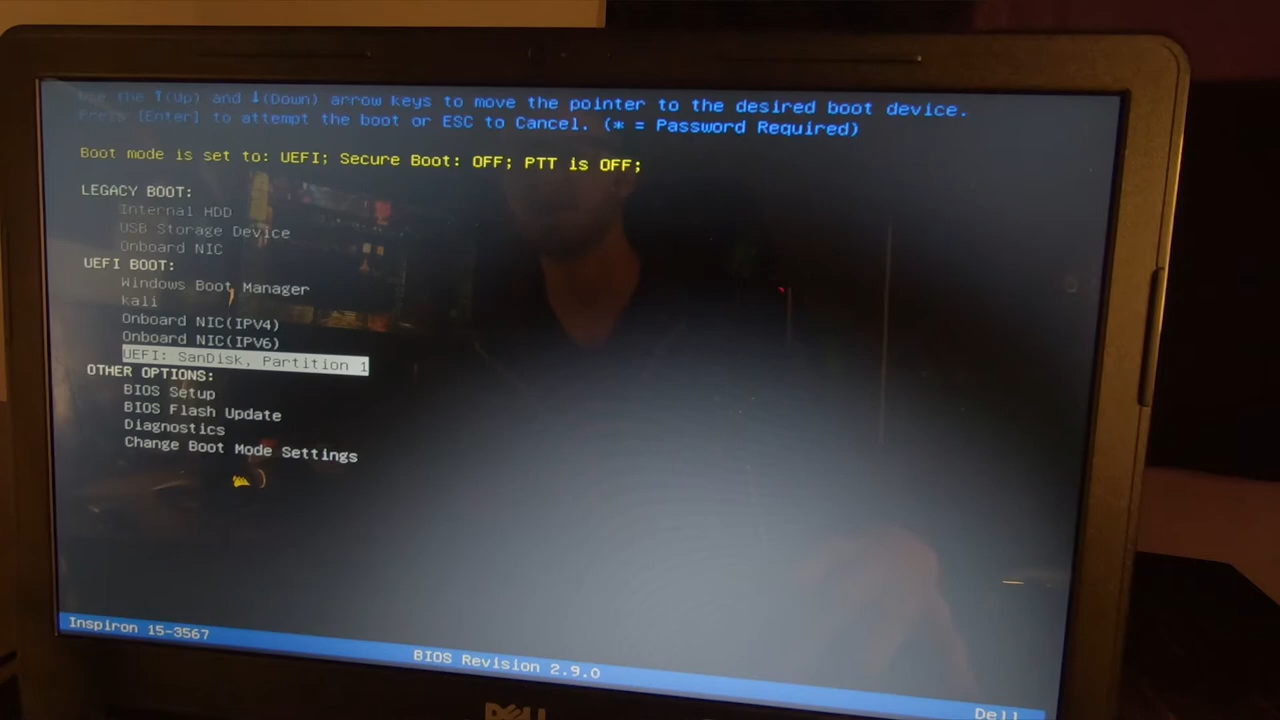 Use the ↑(Up) and ↓(Down) arrow keys to move the pointer to the desired boot device.
Press [Enter] to attempt the boot or ESC to Cancel. (* = Password Required)
Boot mode is set to: UEFI; Secure Boot: OFF; PTT is OFF;
LEGACY BOOT:
Internal HDD
USB Storage Device
Onboard NIC
UEFI BOOT:
Windows Boot Manager
kali
Onboard NIC(IPV4)
Onboard NIC(IPV6)
UEFI: SanDisk, Partition 1
OTHER OPTIONS:
BIOS Setup
BIOS Flash Update
Diagnostics
Change Boot Mode Settings
Inspiron 15-3567
BIOS Revision 2.9.0
Dell
DELL